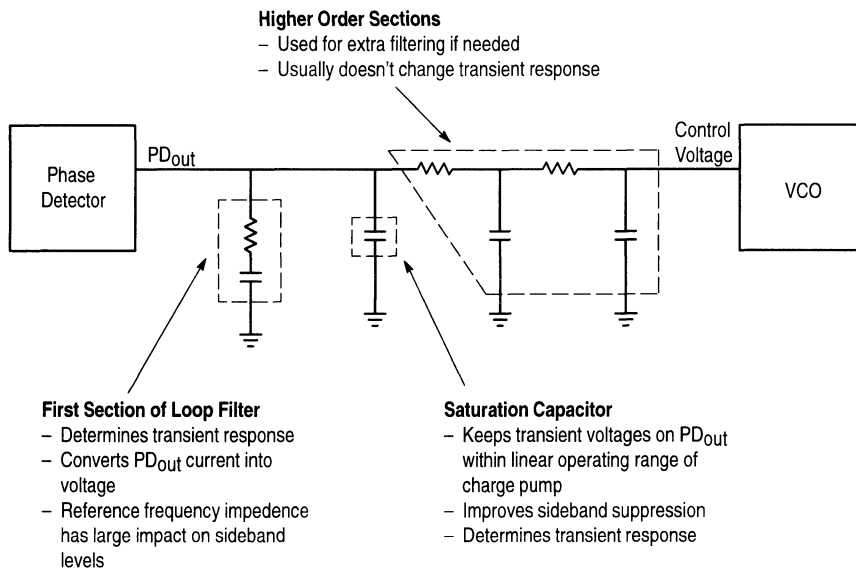 Higher Order Sections
– Used for extra filtering if needed
– Usually doesn't change transient response
Phase
Detector
PDout
Control
Voltage
VCO
First Section of Loop Filter
– Determines transient response
– Converts PDout current into
voltage
– Reference frequency impedence
has large impact on sideband
levels
Saturation Capacitor
– Keeps transient voltages on PDout
within linear operating range of
charge pump
– Improves sideband suppression
– Determines transient response